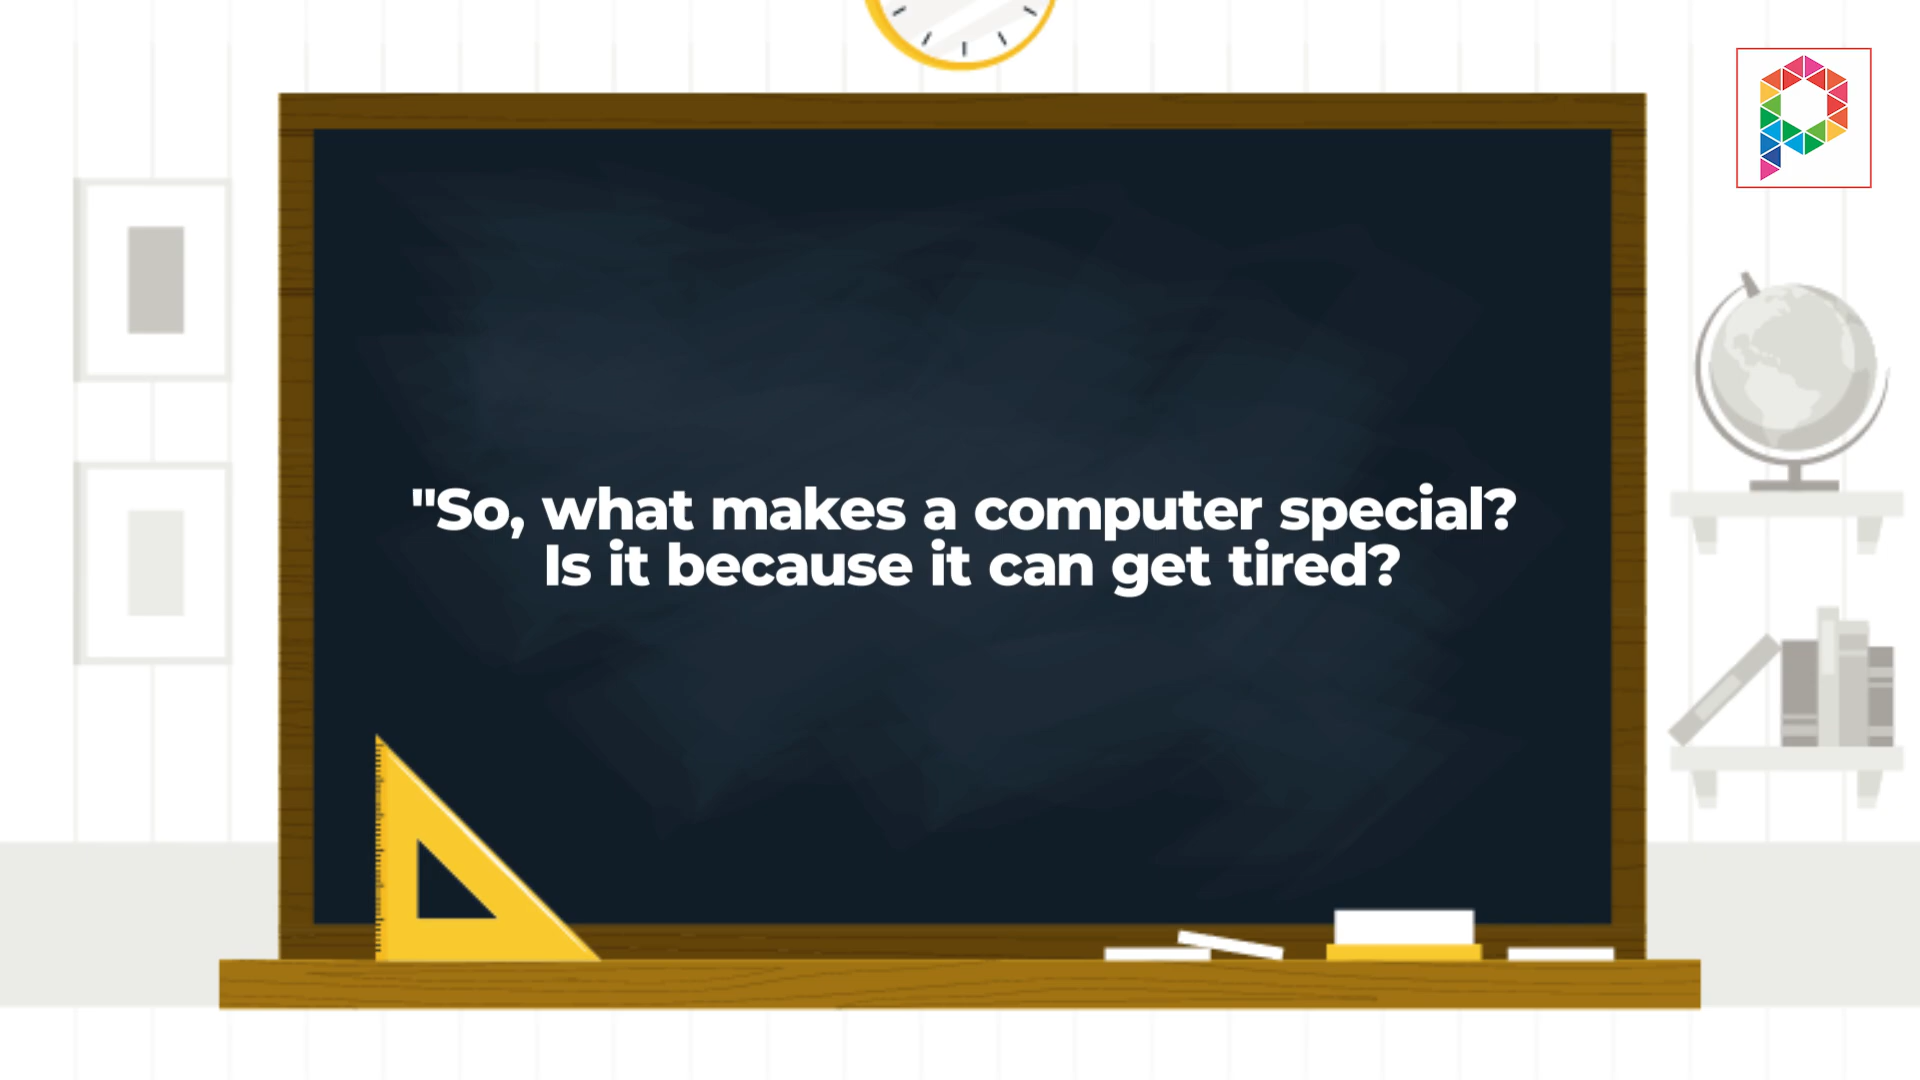 "So, what makes a computer special?
Is it because it can get tired?